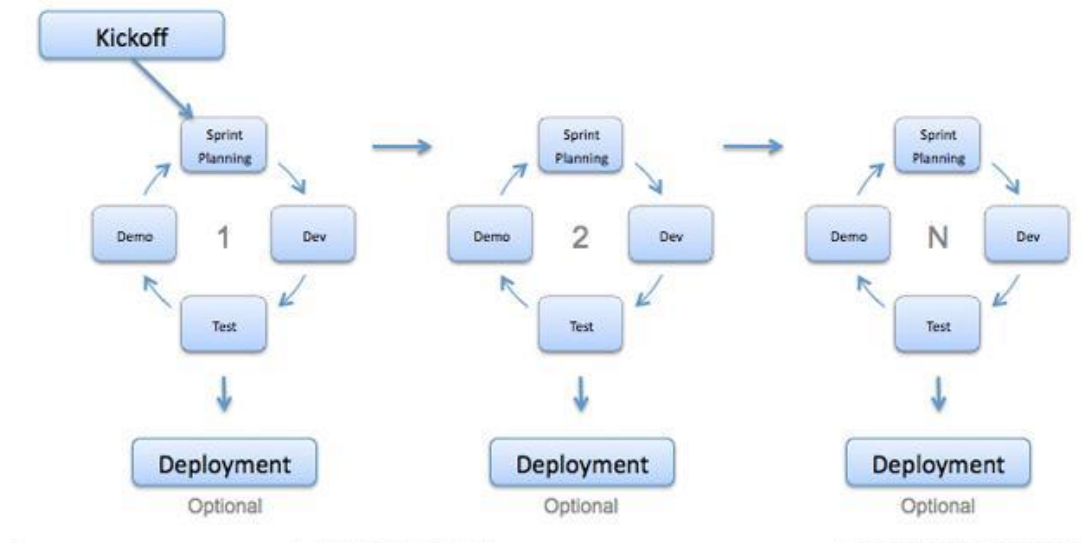 Kickoff
Sprint
Planning
Demo
1
Dev
Test
Deployment
Optional
Sprint
Planning
Demo
2
Dev
Test
Deployment
Optional
Sprint
Planning
Demo
N
Dev
Test
Deployment
Optional